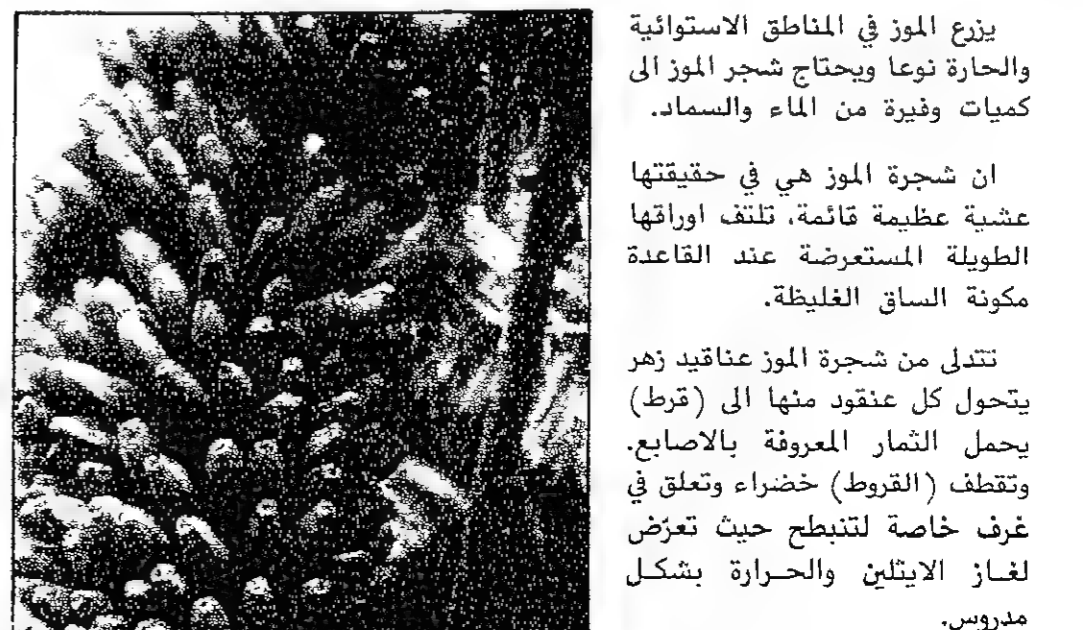 يزرع الموز في المناطق الاستوائية
والحارة نوعا ويحتاج شجر الموز الى
كميات وفيرة من الماء والسماد.
ان شجرة الموز هي في حقيقتها
عشية عظيمة قائمة، تلتف اوراقها
الطويلة المستعرضة عند القاعدة
مكونة الساق الغليظة.
تتدلى من شجرة الموز عناقيد زهر
يتحول كل عنقود منها الى (قرط)
يحمل الثمار المعروفة بالاصابع.
وتقطف (القروط) خضراء وتعلق في
غرف خاصة لتنبطح حيث تعرّض
لغاز الايثلين والحرارة بشكل
مدروس.